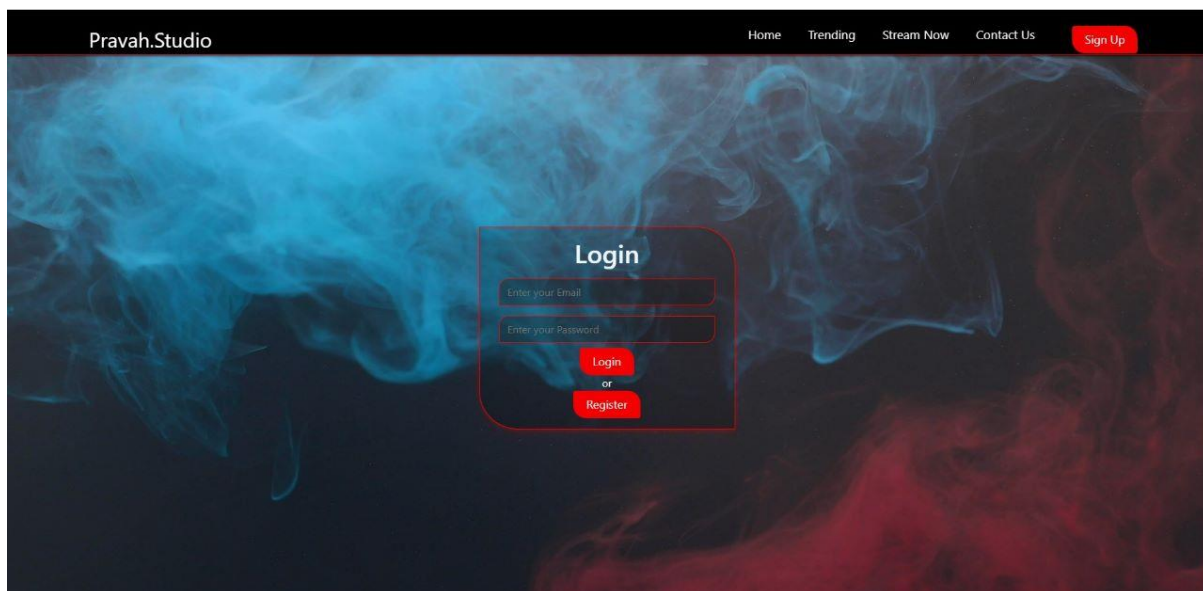 Pravah.Studio
Home Trending Stream Now Contact Us Sign Up
Login
Enter your Email
Enter your Password
Login
or
Register